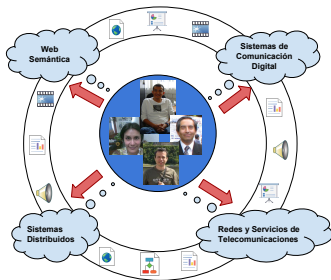 Web
Semántica
Sistemas de
Comunicación
Digital
Sistemas
Distribuidos
Redes y Servicios de
Telecomunicaciones